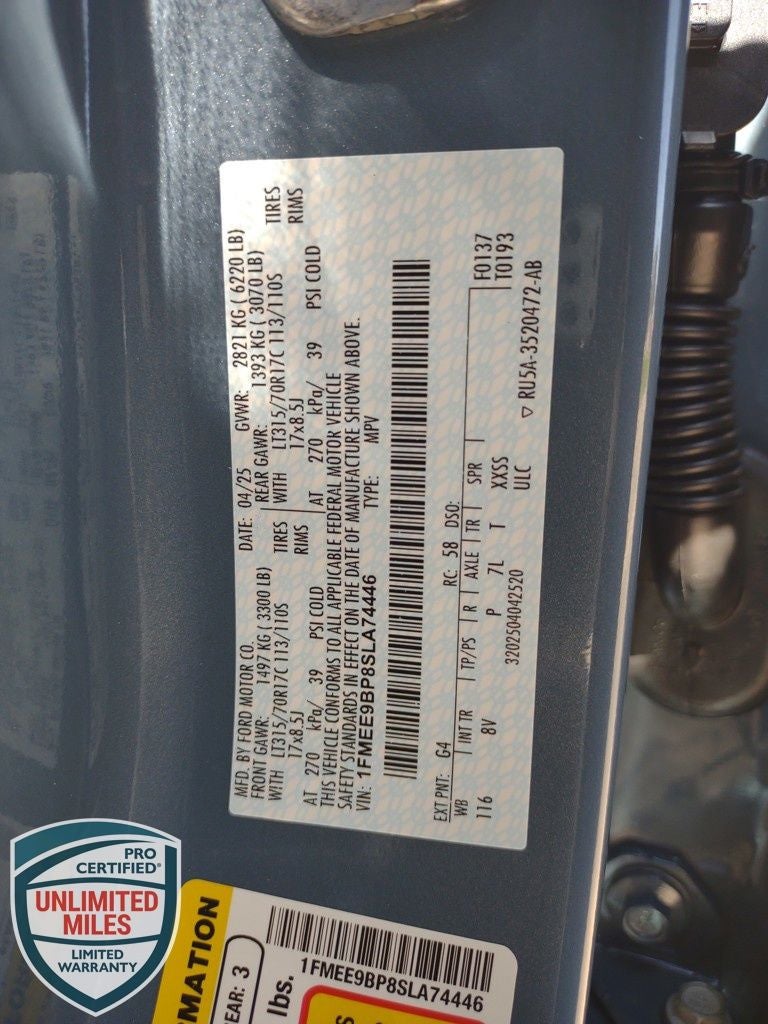 MFD. BY FORD MOTOR CO.
DATE: 04/25 GVWR: 2821 KG ( 6220 LB)
FRONT GAWR: 1497 KG ( 3300 LB)
REAR GAWR: 1393 KG ( 3070 LB)
WITH LT315/70R17C 113/110S TIRES
WITH LT315/70R17C 113/110S TIRES
17x8.5J RIMS
17x8.5J RIMS
AT 270 kPa/ 39 PSI COLD
AT 270 kPa/ 39 PSI COLD
THIS VEHICLE CONFORMS TO ALL APPLICABLE FEDERAL MOTOR VEHICLE
SAFETY STANDARDS IN EFFECT ON THE DATE OF MANUFACTURE SHOWN ABOVE.
VIN: 1FMEE9BP8SLA74446 TYPE: MPV
EXT PNT: G4 RC: 58 DSO: F0137
WB INT TR TP/PS R AXLE TR SPR T0193
116 8V P 7L T XXSS
3202504042520 ULC
RU5A-3520472-AB
PRO
CERTIFIED®
UNLIMITED
MILES
LIMITED
WARRANTY
MATION
EAR: 3
lbs.
1FMEE9BP8SLA74446